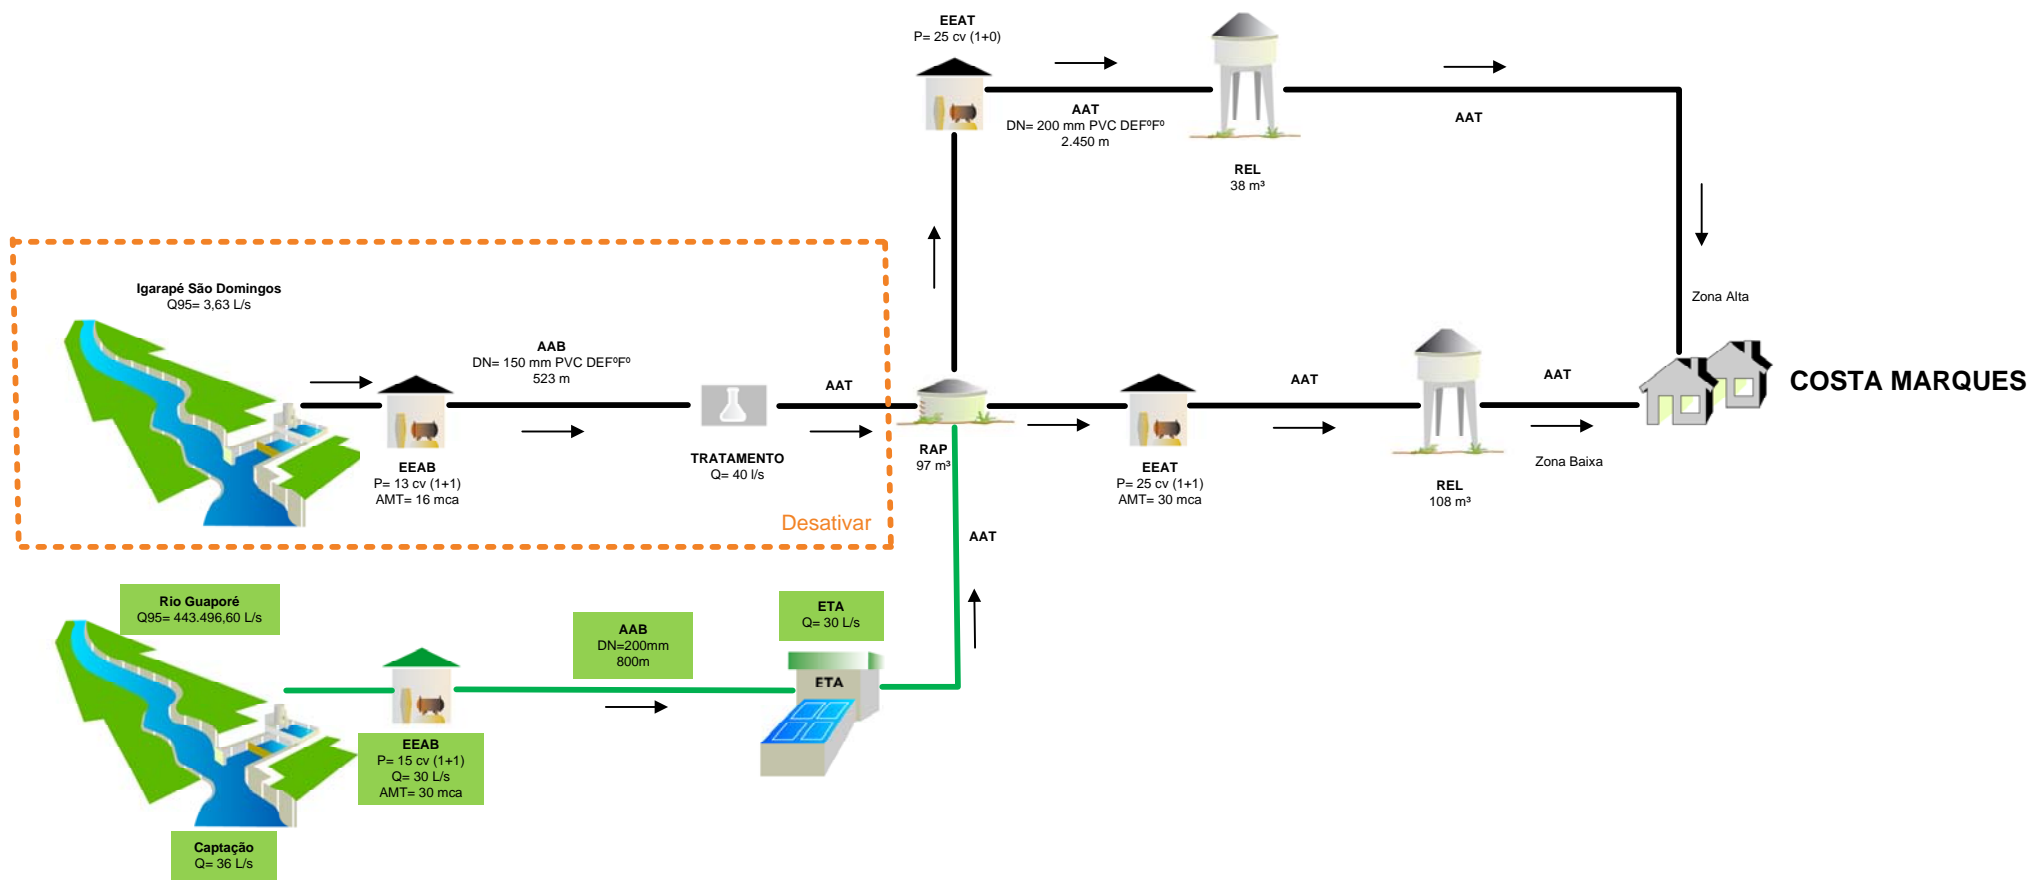 EEAT
P= 25 cv (1+0)
AAT
DN= 200 mm PVC DEFºFº
2.450 m
REL
38 m³
AAT
Zona Alta
Igarapé São Domingos
Q95= 3,63 L/s
AAB
DN= 150 mm PVC DEFºFº
523 m
EEAB
P= 13 cv (1+1)
AMT= 16 mca
TRATAMENTO
Q= 40 l/s
AAT
Desativar
RAP
97 m³
EEAT
P= 25 cv (1+1)
AMT= 30 mca
AAT
REL
108 m³
AAT
Zona Baixa
COSTA MARQUES
AAT
Rio Guaporé
Q95= 443.496,60 L/s
EEAB
P= 15 cv (1+1)
Q= 30 L/s
AMT= 30 mca
AAB
DN=200mm
800m
ETA
Q= 30 L/s
ETA
Captação
Q= 36 L/s